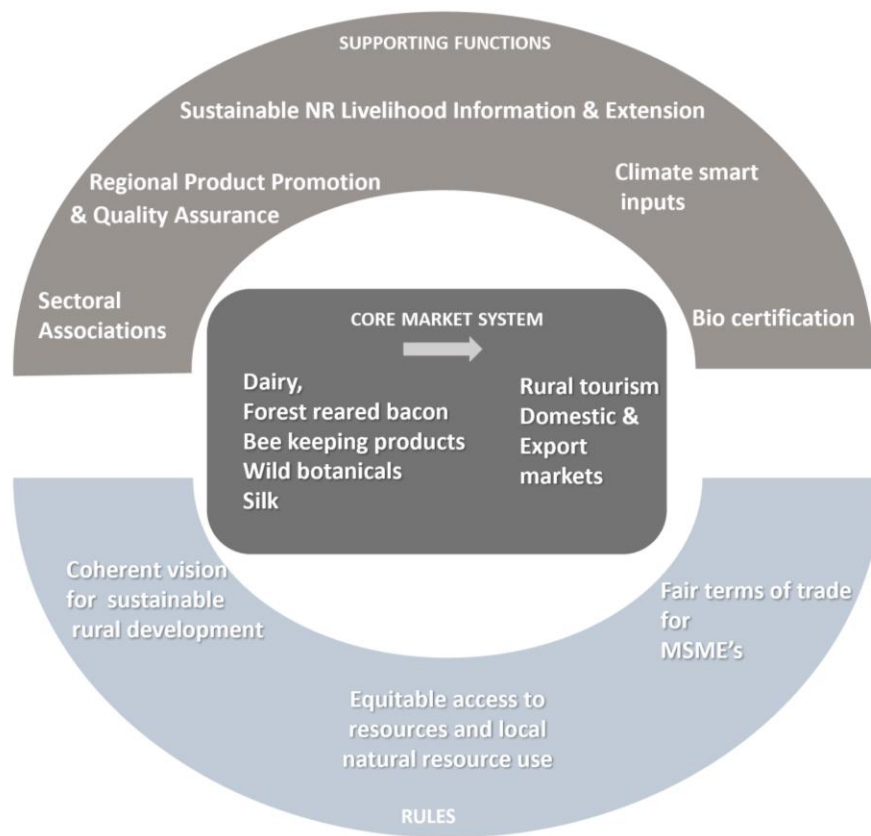 SUPPORTING FUNCTIONS
Sustainable NR Livelihood Information & Extension
Regional Product Promotion
& Quality Assurance
Climate smart
inputs
Sectoral
Associations
Bio certification
CORE MARKET SYSTEM
Dairy,
Forest reared bacon
Bee keeping products
Wild botanicals
Silk
Rural tourism
Domestic &
Export
markets
Coherent vision
for sustainable
rural development
Fair terms of trade
for
MSME’s
Equitable access to
resources and local
natural resource use
RULES